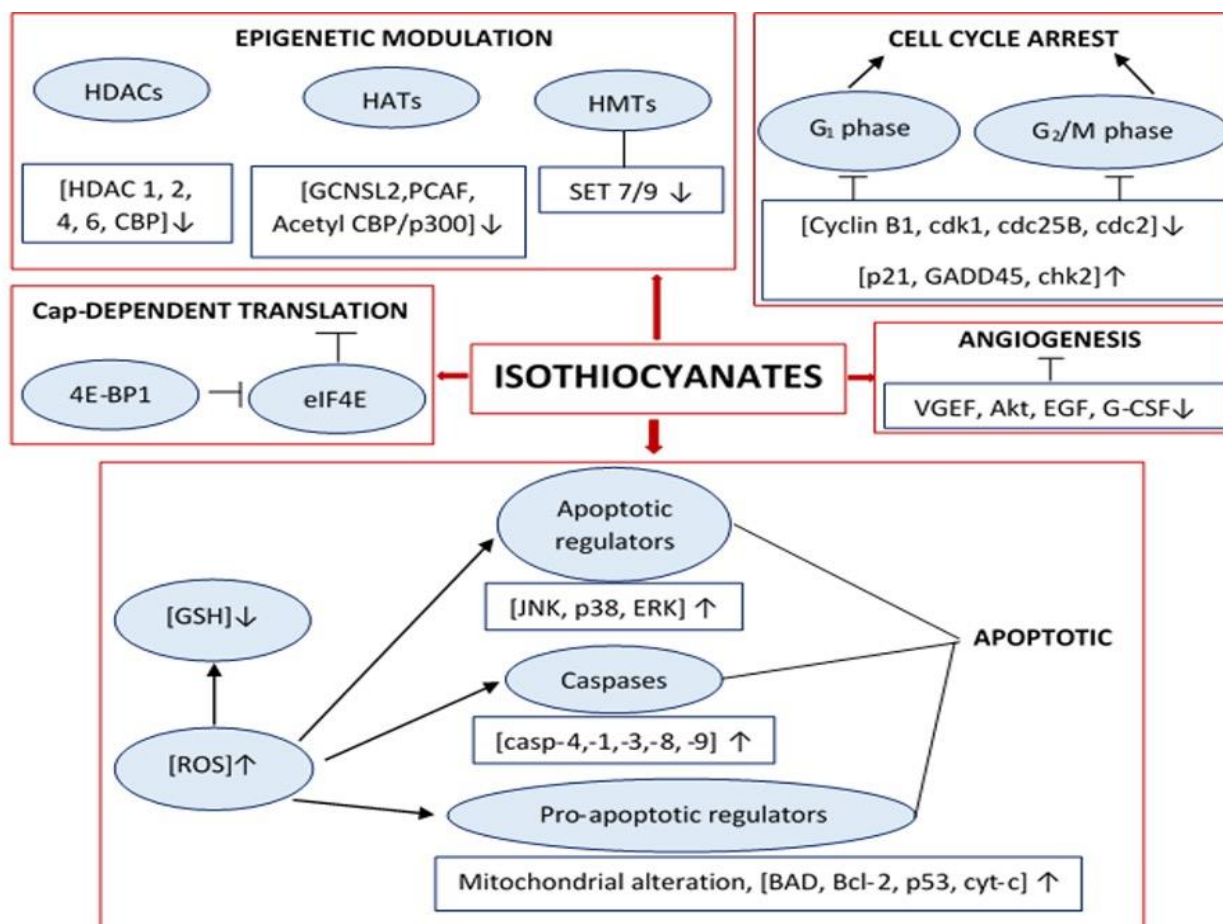 EPIGENETIC MODULATION
HDACs
HATs
HMTs
[HDAC 1, 2,
4, 6, CBP]↓
[GCNSL2,PCAF,
Acetyl CBP/p300]↓
SET 7/9 ↓
CELL CYCLE ARREST
G₁ phase
G₂/M phase
[Cyclin B1, cdk1, cdc25B, cdc2]↓
[p21, GADD45, chk2]↑
Cap-DEPENDENT TRANSLATION
4E-BP1
eIF4E
ISOTHIOCYANATES
ANGIOGENESIS
VGEF, Akt, EGF, G-CSF↓
Apoptotic
regulators
[JNK, p38, ERK] ↑
[GSH]↓
APOPTOTIC
Caspases
[casp-4,-1,-3,-8, -9] ↑
[ROS]↑
Pro-apoptotic regulators
Mitochondrial alteration, [BAD, Bcl-2, p53, cyt-c] ↑